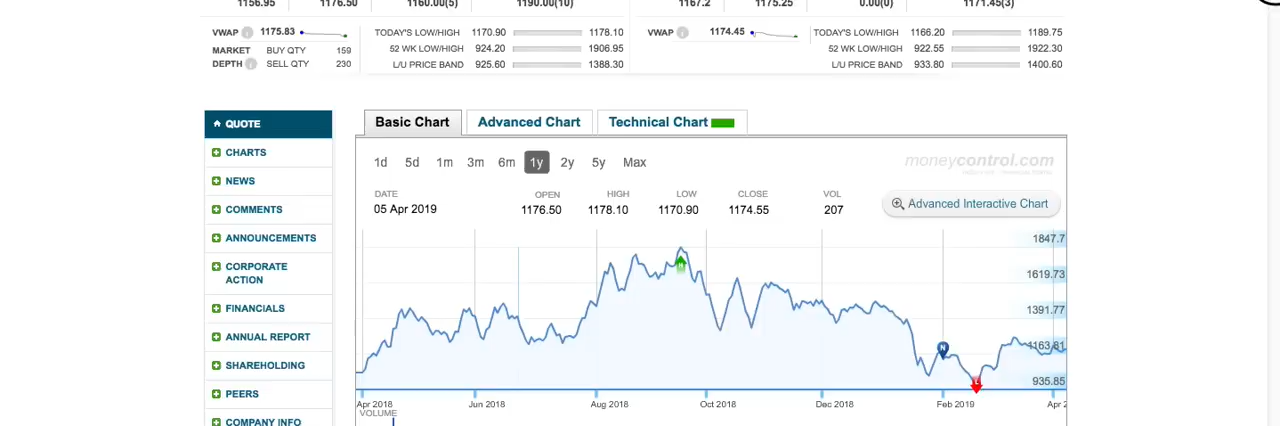 1156.95 1176.50 1160.00(5) 1190.00(10) 1167.2 1175.25 0.00(0) 1171.45(3)
VWAP 1175.83 TODAY'S LOW/HIGH 1170.90 1178.10 VWAP 1174.45 TODAY'S LOW/HIGH 1166.20 1189.75
MARKET BUY QTY 159 52 WK LOW/HIGH 924.20 1906.95 52 WK LOW/HIGH 922.55 1922.30
DEPTH SELL QTY 230 L/U PRICE BAND 925.60 1388.30 L/U PRICE BAND 933.80 1400.60
QUOTE
CHARTS
NEWS
COMMENTS
ANNOUNCEMENTS
CORPORATE
ACTION
FINANCIALS
ANNUAL REPORT
SHAREHOLDING
PEERS
COMPANY INFO
Basic Chart Advanced Chart Technical Chart
1d 5d 1m 3m 6m 1y 2y 5y Max
moneycontrol.com
DATE OPEN HIGH LOW CLOSE VOL
05 Apr 2019 1176.50 1178.10 1170.90 1174.55 207
Advanced Interactive Chart
1847.7
1619.73
1391.77
1163.81
935.85
H
N
L
Apr 2018 Jun 2018 Aug 2018 Oct 2018 Dec 2018 Feb 2019 Apr 2
VOLUME